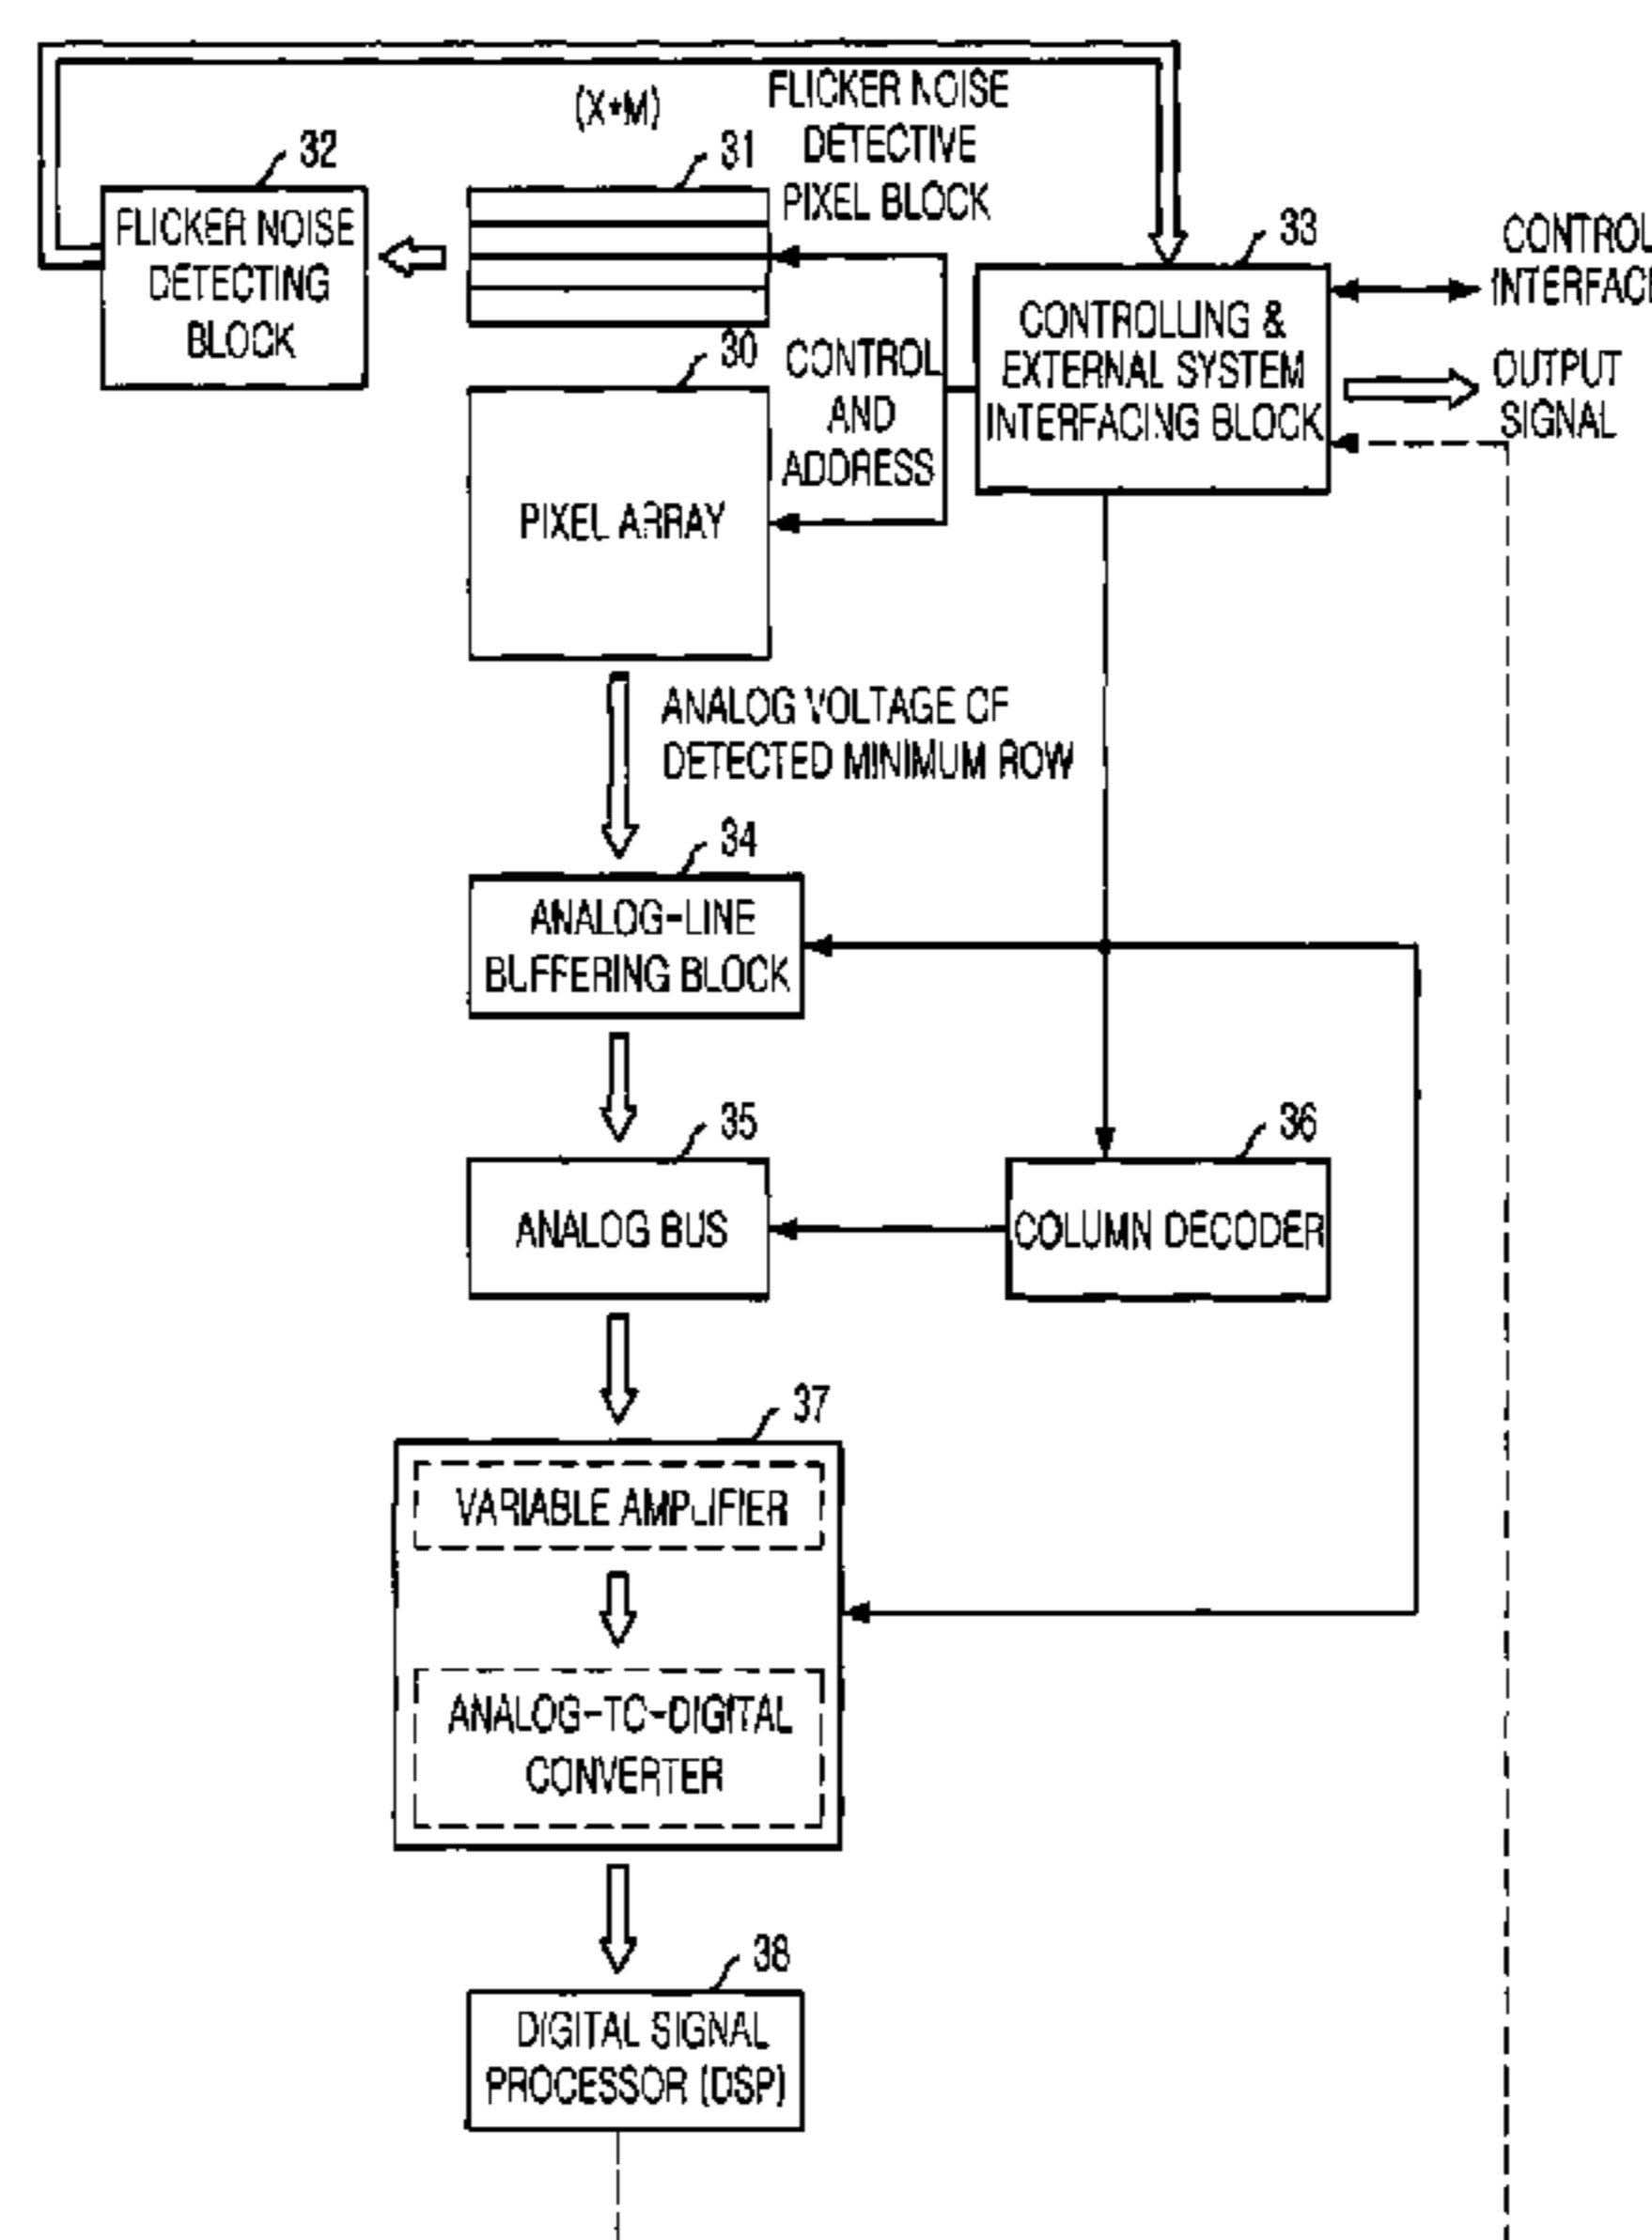 (X*M)
FLICKER NOISE
DETECTIVE
PIXEL BLOCK
32
31
FLICKER NOISE
DETECTING
BLOCK
33
CONTROLLING &
EXTERNAL SYSTEM
INTERFACING BLOCK
CONTROL
INTERFAC
OUTPUT
SIGNAL
30
CONTROL
AND
ADDRESS
PIXEL ARRAY
ANALOG VOLTAGE OF
DETECTED MINIMUM ROW
34
ANALOG-LINE
BUFFERING BLOCK
35
ANALOG BUS
36
COLUMN DECODER
37
VARIABLE AMPLIFIER
ANALOG-TO-DIGITAL
CONVERTER
38
DIGITAL SIGNAL
PROCESSOR (DSP)